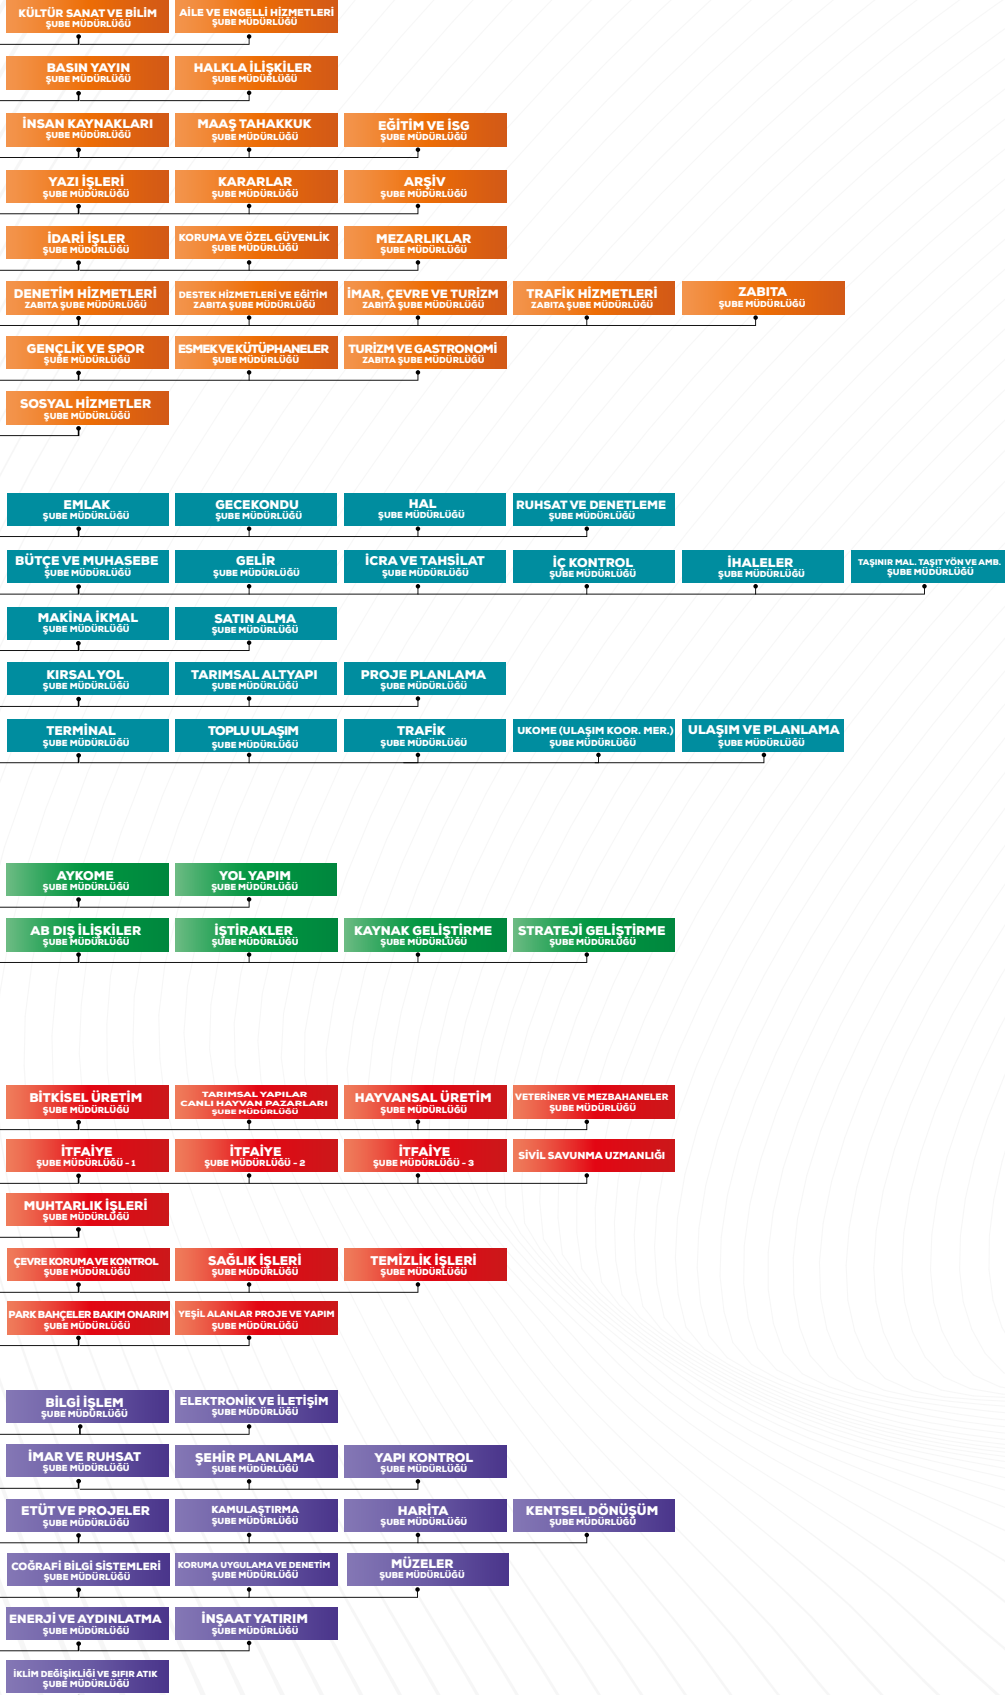 KÜLTÜR SANAT VE BİLİM
ŞUBE MÜDÜRLÜĞÜ
AİLE VE ENGELLİ HİZMETLERİ
ŞUBE MÜDÜRLÜĞÜ
BASIN YAYIN
ŞUBE MÜDÜRLÜĞÜ
HALKLA İLİŞKİLER
ŞUBE MÜDÜRLÜĞÜ
İNSAN KAYNAKLARI
ŞUBE MÜDÜRLÜĞÜ
MAAŞ TAHAKKUK
ŞUBE MÜDÜRLÜĞÜ
EĞİTİM VE İSG
ŞUBE MÜDÜRLÜĞÜ
YAZI İŞLERİ
ŞUBE MÜDÜRLÜĞÜ
KARARLAR
ŞUBE MÜDÜRLÜĞÜ
ARŞİV
ŞUBE MÜDÜRLÜĞÜ
İDARİ İŞLER
ŞUBE MÜDÜRLÜĞÜ
KORUMA VE ÖZEL GÜVENLİK
ŞUBE MÜDÜRLÜĞÜ
MEZARLIKLAR
ŞUBE MÜDÜRLÜĞÜ
DENETİM HİZMETLERİ
ZABITA ŞUBE MÜDÜRLÜĞÜ
DESTEK HİZMETLERİ VE EĞİTİM
ZABITA ŞUBE MÜDÜRLÜĞÜ
İMAR, ÇEVRE VE TURİZM
ZABITA ŞUBE MÜDÜRLÜĞÜ
TRAFİK HİZMETLERİ
ZABITA ŞUBE MÜDÜRLÜĞÜ
ZABITA
ŞUBE MÜDÜRLÜĞÜ
GENÇLİK VE SPOR
ŞUBE MÜDÜRLÜĞÜ
ESMEK VE KÜTÜPHANELER
ŞUBE MÜDÜRLÜĞÜ
TURİZM VE GASTRONOMİ
ZABITA ŞUBE MÜDÜRLÜĞÜ
SOSYAL HİZMETLER
ŞUBE MÜDÜRLÜĞÜ
EMLAK
ŞUBE MÜDÜRLÜĞÜ
GECEKONDU
ŞUBE MÜDÜRLÜĞÜ
HAL
ŞUBE MÜDÜRLÜĞÜ
RUHSAT VE DENETLEME
ŞUBE MÜDÜRLÜĞÜ
BÜTÇE VE MUHASEBE
ŞUBE MÜDÜRLÜĞÜ
GELİR
ŞUBE MÜDÜRLÜĞÜ
İCRA VE TAHSİLAT
ŞUBE MÜDÜRLÜĞÜ
İÇ KONTROL
ŞUBE MÜDÜRLÜĞÜ
İHALELER
ŞUBE MÜDÜRLÜĞÜ
TAŞINIR MAL. TAŞIT YÖN VE AMB.
ŞUBE MÜDÜRLÜĞÜ
MAKİNA İKMAL
ŞUBE MÜDÜRLÜĞÜ
SATIN ALMA
ŞUBE MÜDÜRLÜĞÜ
KIRSAL YOL
ŞUBE MÜDÜRLÜĞÜ
TARIMSAL ALTYAPI
ŞUBE MÜDÜRLÜĞÜ
PROJE PLANLAMA
ŞUBE MÜDÜRLÜĞÜ
TERMİNAL
ŞUBE MÜDÜRLÜĞÜ
TOPLU ULAŞIM
ŞUBE MÜDÜRLÜĞÜ
TRAFİK
ŞUBE MÜDÜRLÜĞÜ
UKOME (ULAŞIM KOOR. MER.)
ŞUBE MÜDÜRLÜĞÜ
ULAŞIM VE PLANLAMA
ŞUBE MÜDÜRLÜĞÜ
AYKOME
ŞUBE MÜDÜRLÜĞÜ
YOL YAPIM
ŞUBE MÜDÜRLÜĞÜ
AB DIŞ İLİŞKİLER
ŞUBE MÜDÜRLÜĞÜ
İŞTİRAKLER
ŞUBE MÜDÜRLÜĞÜ
KAYNAK GELİŞTİRME
ŞUBE MÜDÜRLÜĞÜ
STRATEJİ GELİŞTİRME
ŞUBE MÜDÜRLÜĞÜ
BİTKİSEL ÜRETİM
ŞUBE MÜDÜRLÜĞÜ
TARIMSAL YAPILAR
CANLI HAYVAN PAZARLARI
ŞUBE MÜDÜRLÜĞÜ
HAYVANSAL ÜRETİM
ŞUBE MÜDÜRLÜĞÜ
VETERİNER VE MEZBAHANELER
ŞUBE MÜDÜRLÜĞÜ
İTFAİYE
ŞUBE MÜDÜRLÜĞÜ - 1
İTFAİYE
ŞUBE MÜDÜRLÜĞÜ - 2
İTFAİYE
ŞUBE MÜDÜRLÜĞÜ - 3
SİVİL SAVUNMA UZMANLIĞI
MUHTARLIK İŞLERİ
ŞUBE MÜDÜRLÜĞÜ
ÇEVRE KORUMA VE KONTROL
ŞUBE MÜDÜRLÜĞÜ
SAĞLIK İŞLERİ
ŞUBE MÜDÜRLÜĞÜ
TEMİZLİK İŞLERİ
ŞUBE MÜDÜRLÜĞÜ
PARK BAHÇELER BAKIM ONARIM
ŞUBE MÜDÜRLÜĞÜ
YEŞİL ALANLAR PROJE VE YAPIM
ŞUBE MÜDÜRLÜĞÜ
BİLGİ İŞLEM
ŞUBE MÜDÜRLÜĞÜ
ELEKTRONİK VE İLETİŞİM
ŞUBE MÜDÜRLÜĞÜ
İMAR VE RUHSAT
ŞUBE MÜDÜRLÜĞÜ
ŞEHİR PLANLAMA
ŞUBE MÜDÜRLÜĞÜ
YAPI KONTROL
ŞUBE MÜDÜRLÜĞÜ
ETÜT VE PROJELER
ŞUBE MÜDÜRLÜĞÜ
KAMULAŞTIRMA
ŞUBE MÜDÜRLÜĞÜ
HARİTA
ŞUBE MÜDÜRLÜĞÜ
KENTSEL DÖNÜŞÜM
ŞUBE MÜDÜRLÜĞÜ
COĞRAFİ BİLGİ SİSTEMLERİ
ŞUBE MÜDÜRLÜĞÜ
KORUMA UYGULAMA VE DENETİM
ŞUBE MÜDÜRLÜĞÜ
MÜZELER
ŞUBE MÜDÜRLÜĞÜ
ENERJİ VE AYDINLATMA
ŞUBE MÜDÜRLÜĞÜ
İNŞAAT YATIRIM
ŞUBE MÜDÜRLÜĞÜ
İKLİM DEĞİŞİKLİĞİ VE SIFIR ATIK
ŞUBE MÜDÜRLÜĞÜ